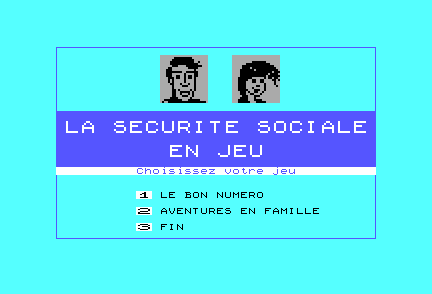 LA SECURITE SOCIALE
EN JEU
Choisissez votre jeu
1 LE BON NUMERO
2 AVENTURES EN FAMILLE
3 FIN